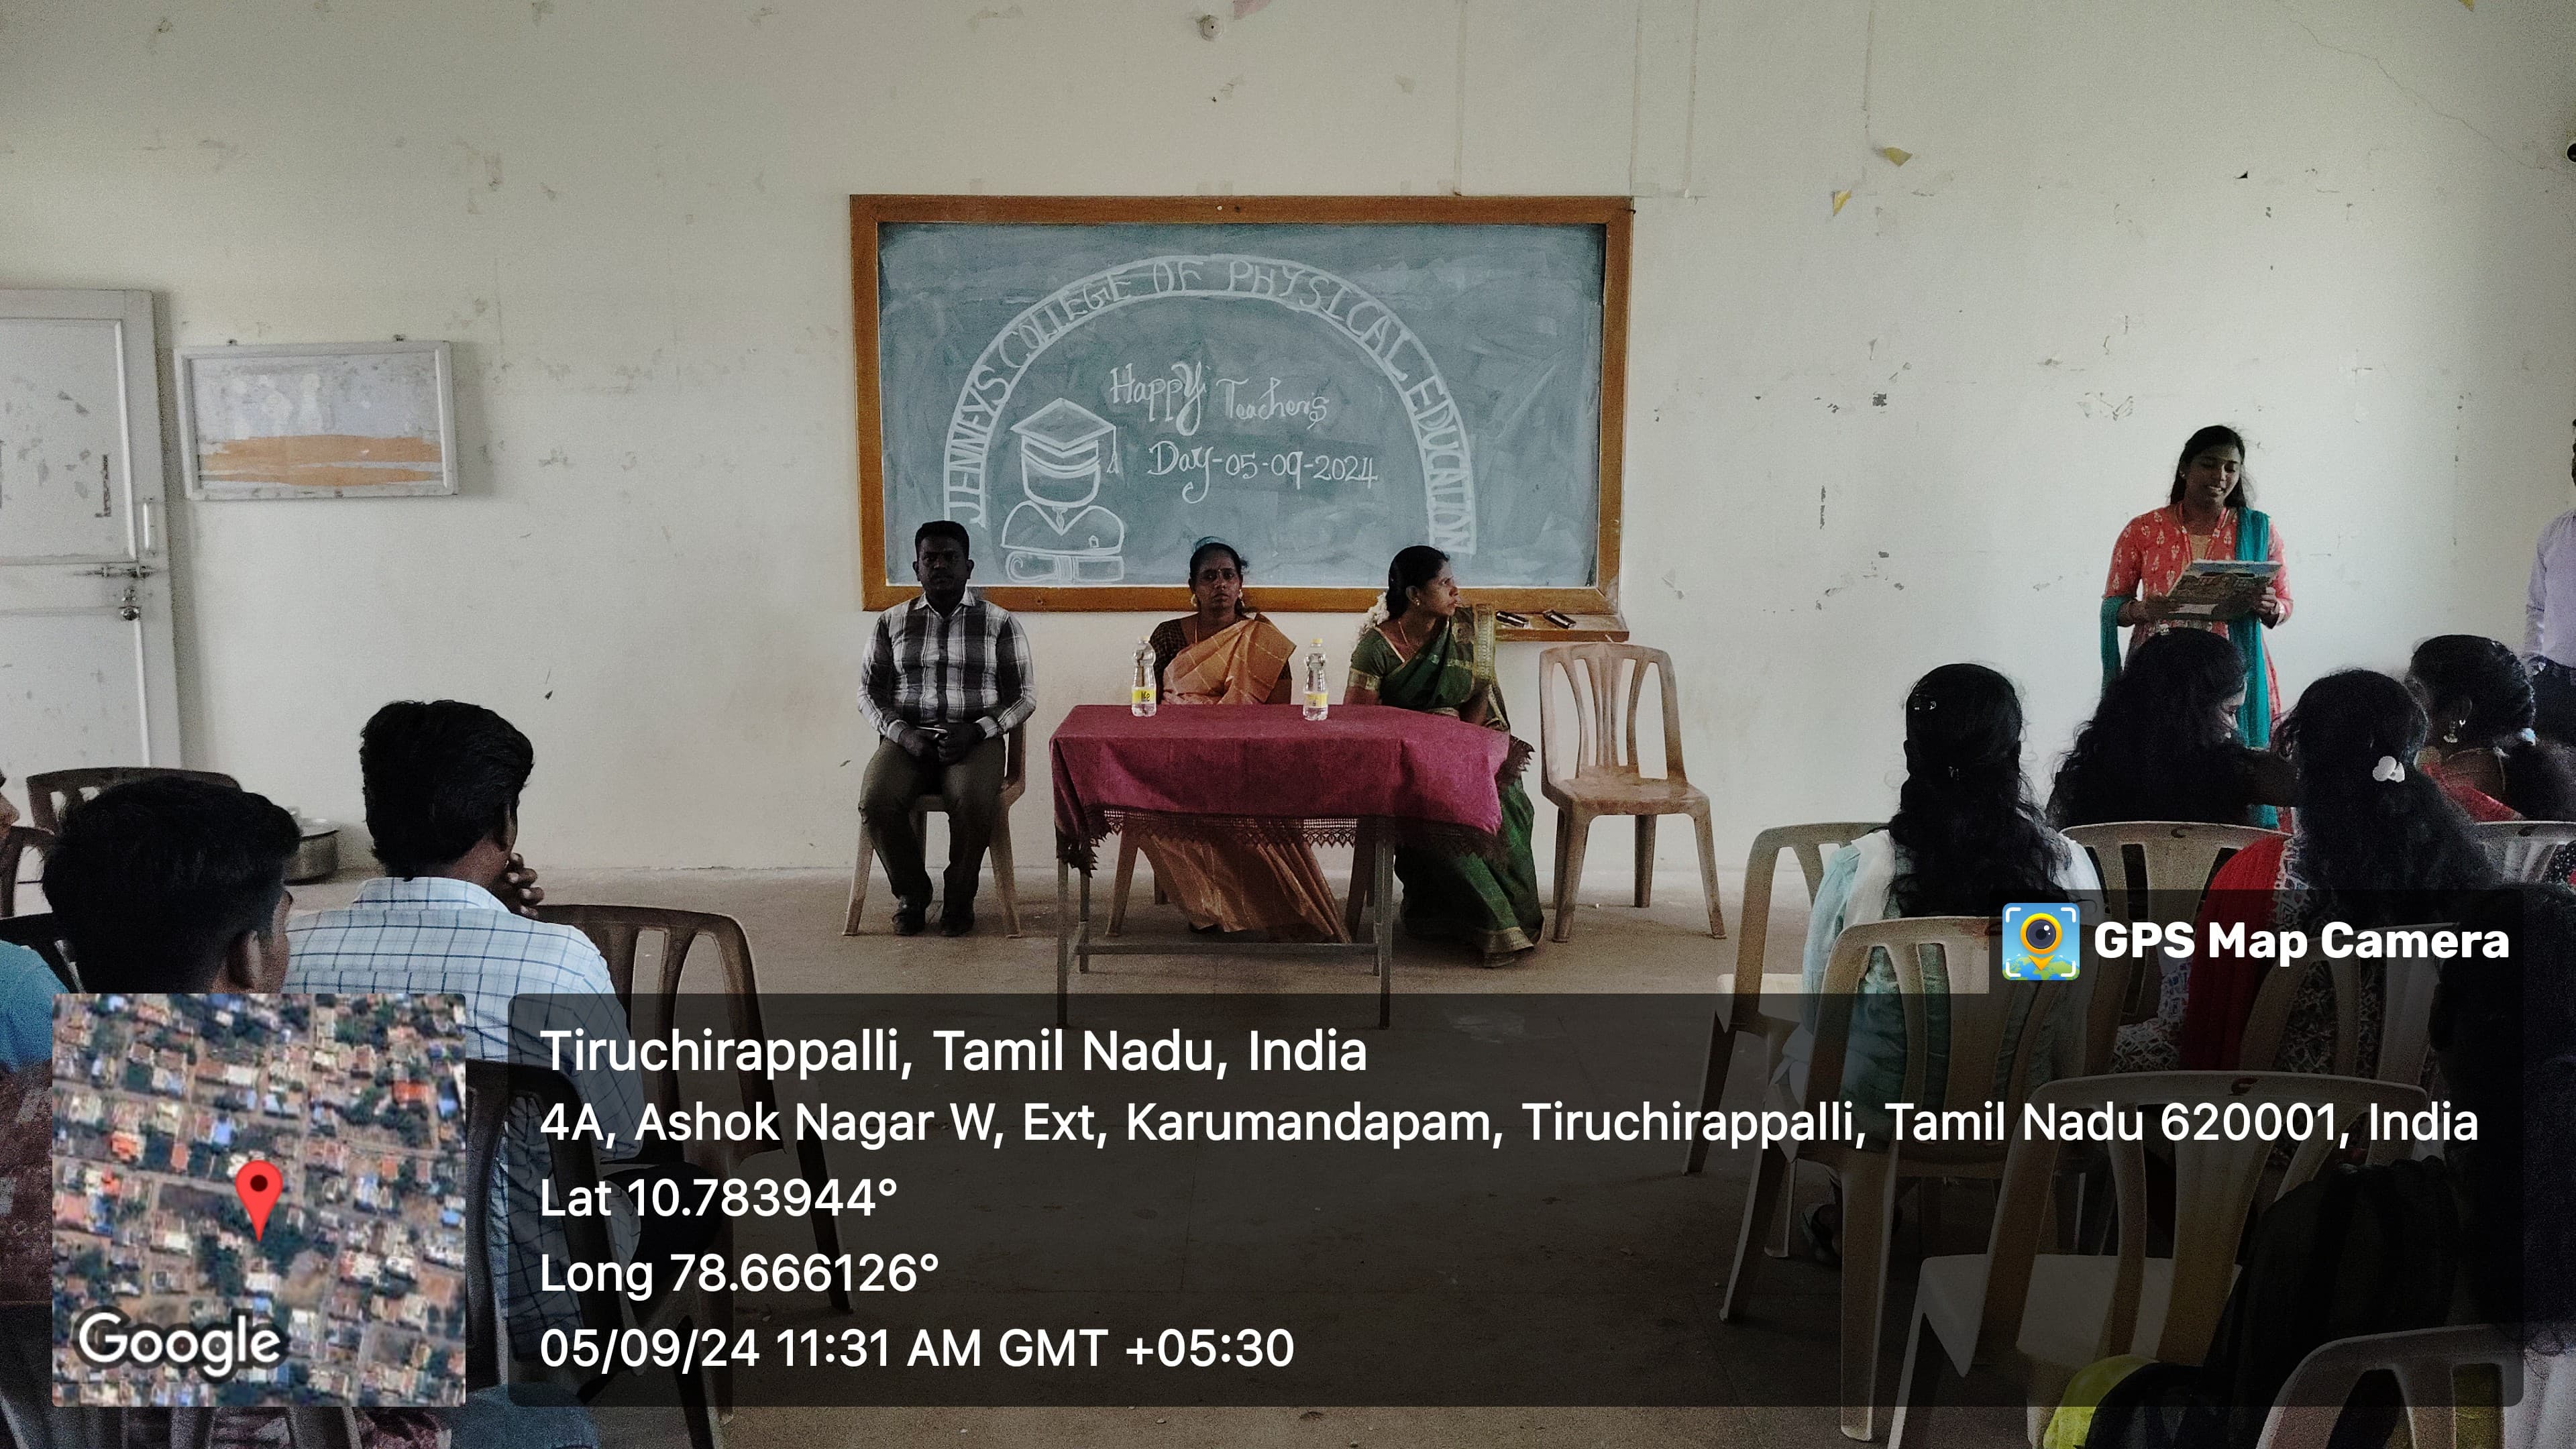 JENNEYS COLLEGE OF PHYSICAL EDUCATION
Happy Teachers
Day-05-09-2024
GPS Map Camera
Tiruchirappalli, Tamil Nadu, India
4A, Ashok Nagar W, Ext, Karumandapam, Tiruchirappalli, Tamil Nadu 620001, India
Lat 10.783944°
Long 78.666126°
05/09/24 11:31 AM GMT +05:30
Google